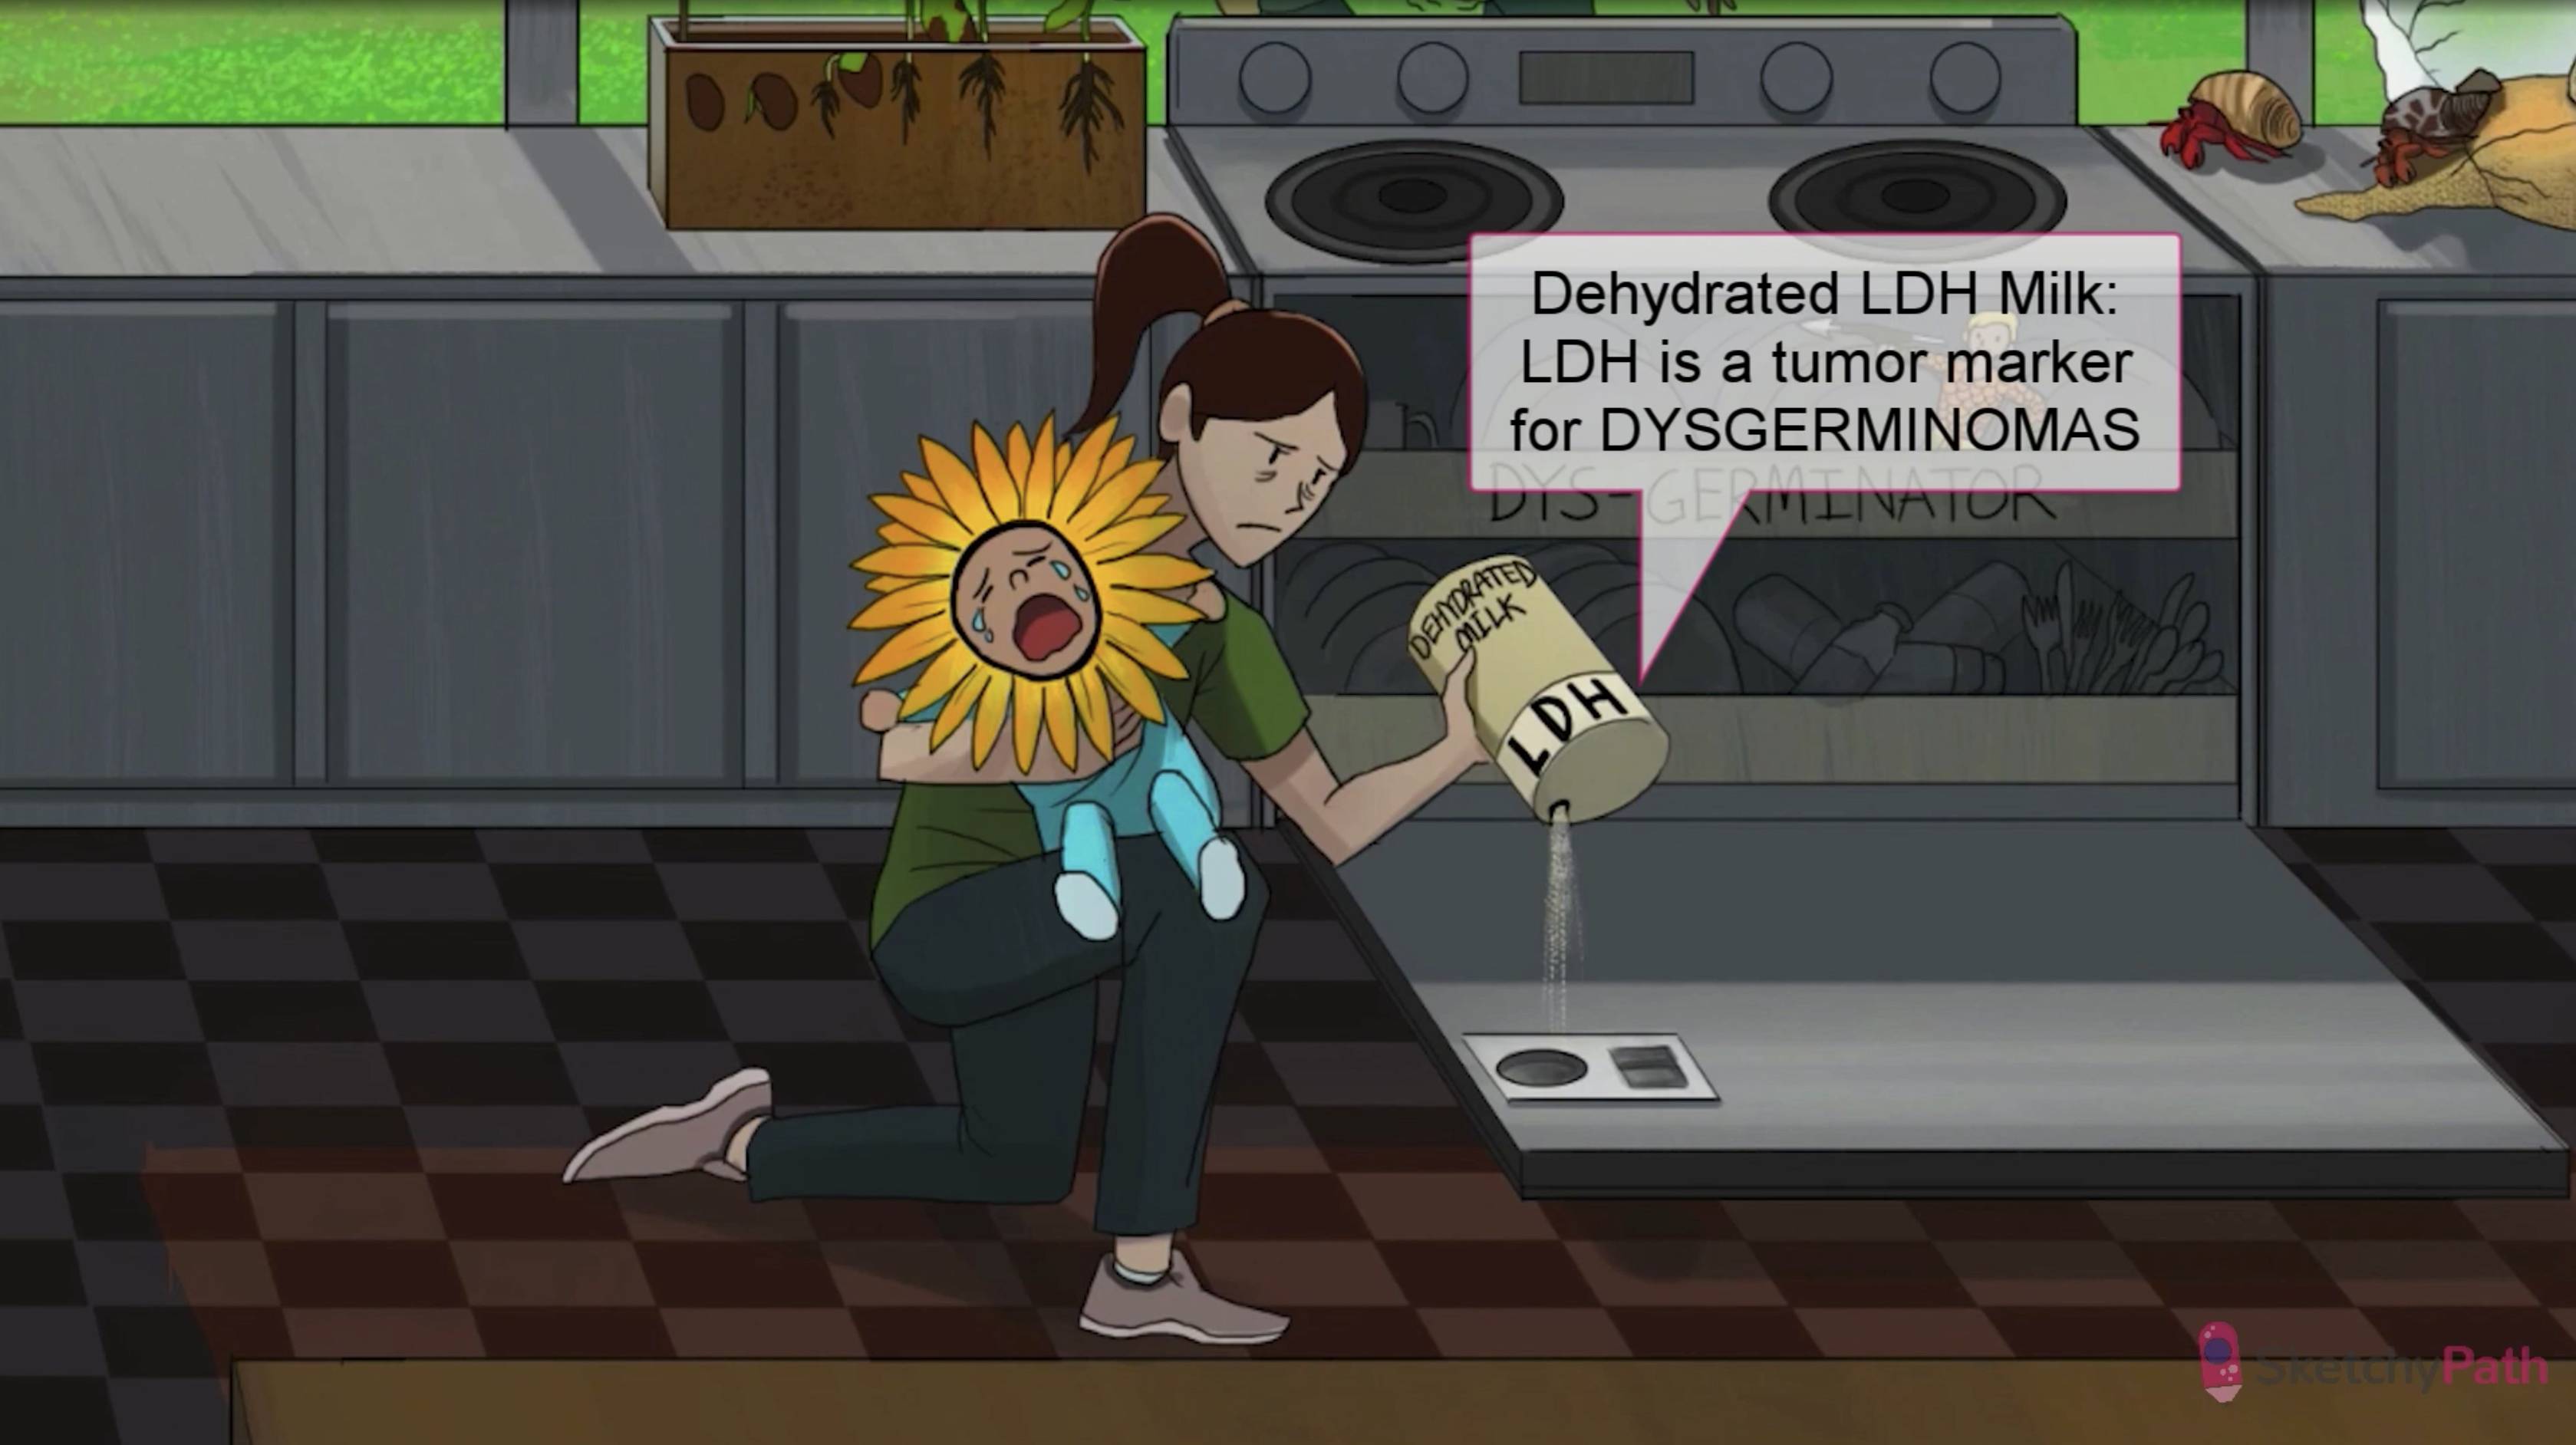 Dehydrated LDH Milk:
LDH is a tumor marker
for DYSGERMINOMAS
DYS-GERMINATOR
DEHYDRATED
MILK
LDH
SketchyPath